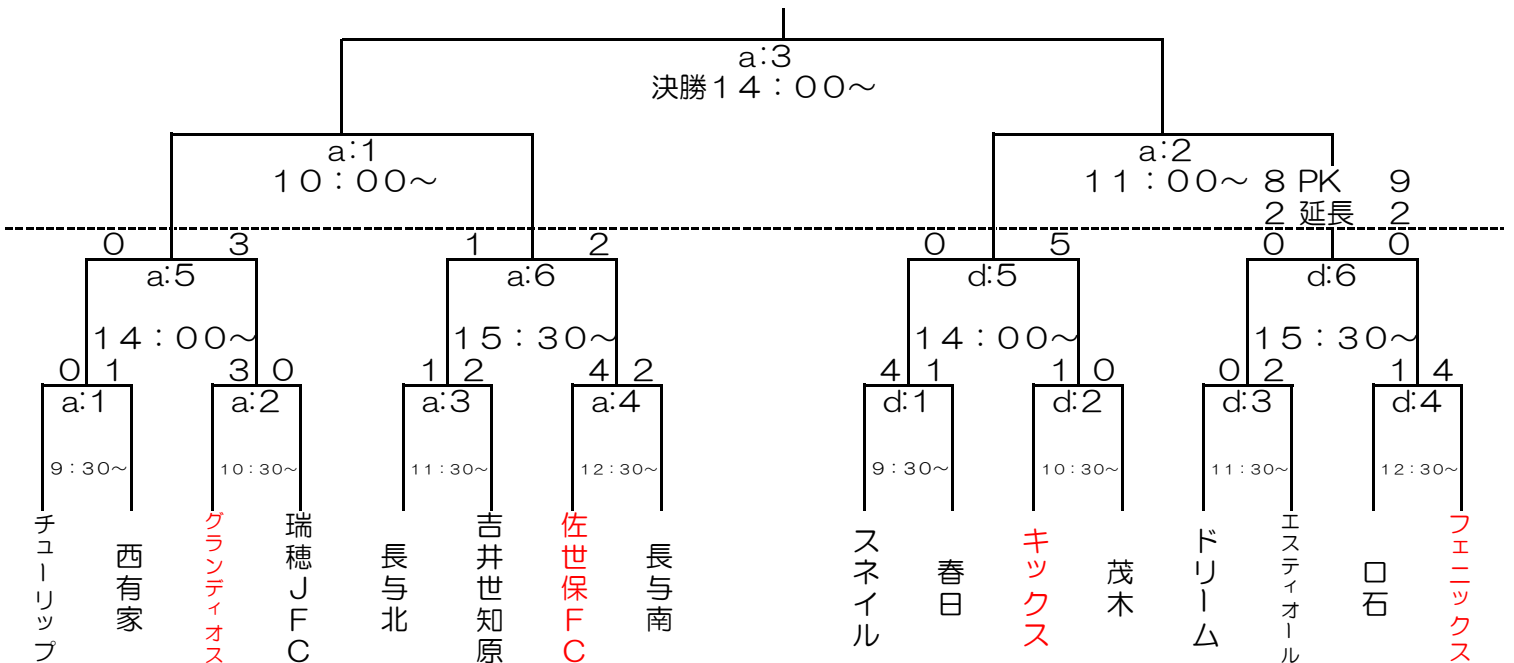 a:3
決勝14：00～
a:1
10：00～
a:2
11：00～ 8 PK 9
2 延長 2
0 3 1 2 0 5 0 0
a:5 a:6 d:5 d:6
14：00～ 15：30～ 14：00～ 15：30～
0 1 3 0 1 2 4 2 4 1 1 0 0 2 1 4
a:1 a:2 a:3 a:4 d:1 d:2 d:3 d:4
9：30～ 10：30～ 11：30～ 12：30～ 9：30～ 10：30～ 11：30～ 12：30～
チューリップ
西有家
グランディオス
瑞穂JFC
長与北
吉井世知原
佐世保FC
長与南
スネイル
春日
キックス
茂木
ドリーム
エスティオール
口石
フェニックス